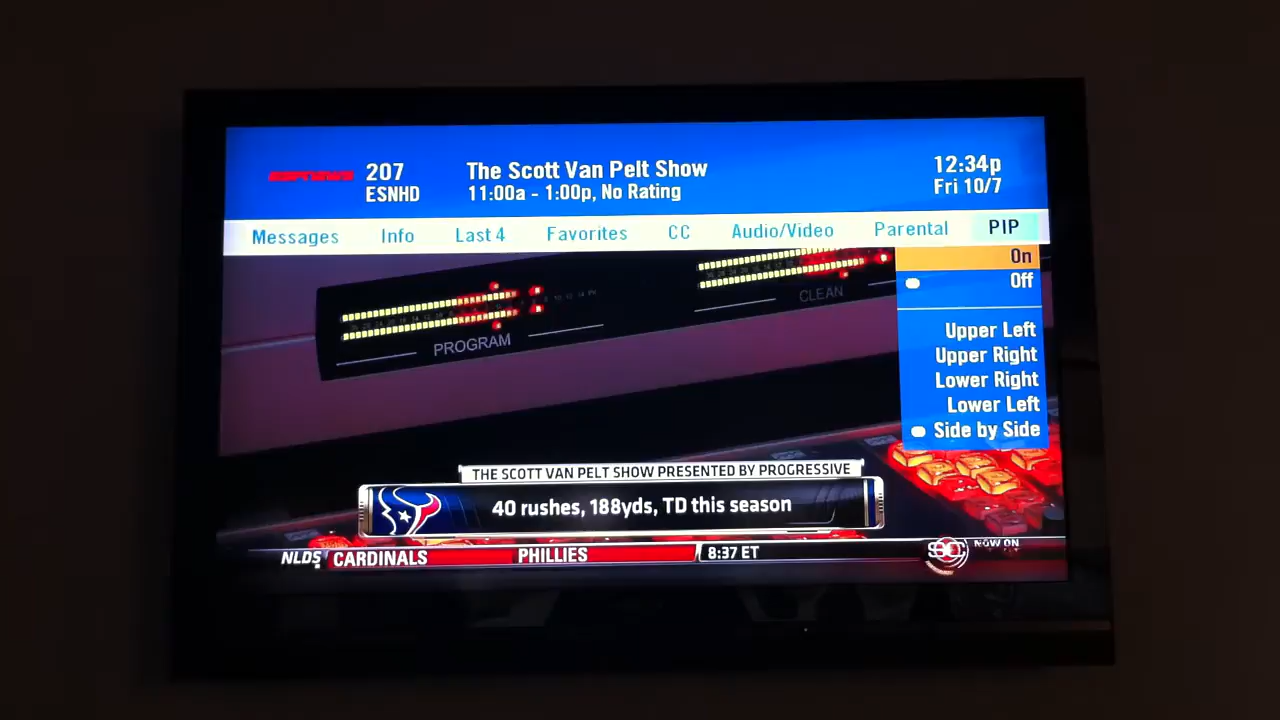 ESPNEWS
207
The Scott Van Pelt Show
12:34p
ESNHD
11:00a - 1:00p, No Rating
Fri 10/7
Messages Info Last 4 Favorites CC Audio/Video Parental PIP
On
Off
Upper Left
Upper Right
Lower Right
Lower Left
Side by Side
PROGRAM
CLEAN
THE SCOTT VAN PELT SHOW PRESENTED BY PROGRESSIVE
40 rushes, 188yds, TD this season
NLDS CARDINALS PHILLIES 8:37 ET
SC NOW ON